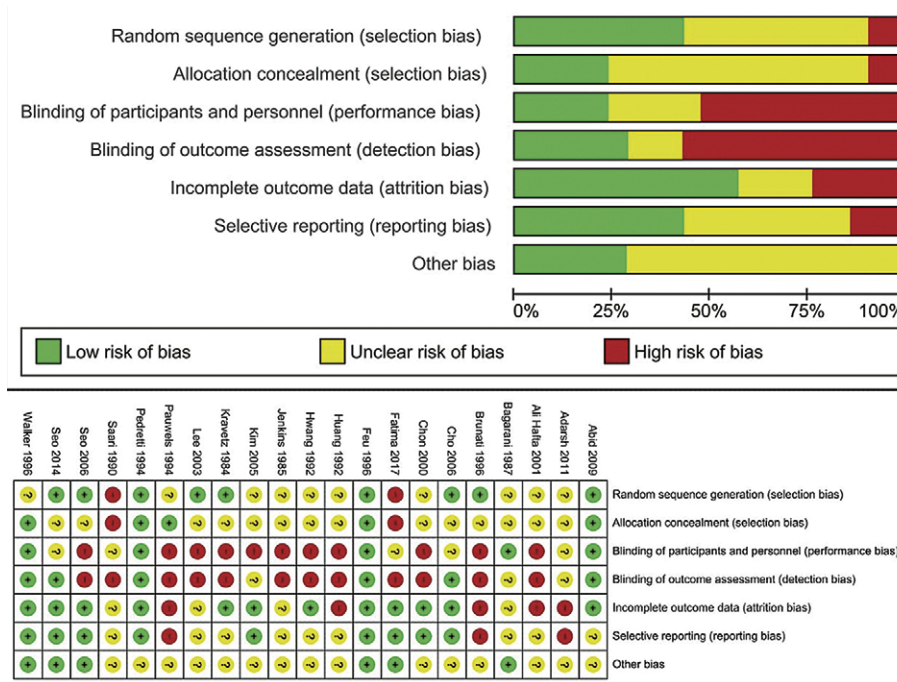 Random sequence generation (selection bias)
Allocation concealment (selection bias)
Blinding of participants and personnel (performance bias)
Blinding of outcome assessment (detection bias)
Incomplete outcome data (attrition bias)
Selective reporting (reporting bias)
Other bias
0% 25% 50% 75% 100%
Low risk of bias Unclear risk of bias High risk of bias
Walker 1996
Seo 2014
Seo 2006
Saari 1990
Pedretti 1994
Pauwels 1994
Lee 2003
Kravetz 1984
Kim 2005
Jenkins 1985
Hwang 1992
Huang 1992
Feu 1996
Fatima 2017
Chon 2000
Cho 2006
Brunati 1996
Bagarani 1987
Ali Hafta 2001
Adarsh 2011
Abid 2009
? + + − + ? + + ? ? ? ? + − ? + + ? ? ? + Random sequence generation (selection bias)
+ ? ? − + + ? ? ? ? ? ? + − ? ? ? ? ? ? + Allocation concealment (selection bias)
+ ? − ? + − − − − − − − + ? − ? − + − ? + Blinding of participants and personnel (performance bias)
+ + − − + − − − ? − − − + − − + − ? − ? + Blinding of outcome assessment (detection bias)
+ + + ? + − ? + + ? + − + + + + − ? − − + Incomplete outcome data (attrition bias)
+ + + ? + − ? ? + ? ? ? + + + + − ? ? − ? Selective reporting (reporting bias)
+ + + ? ? ? ? ? ? ? ? ? + + ? ? ? + ? ? ? Other bias